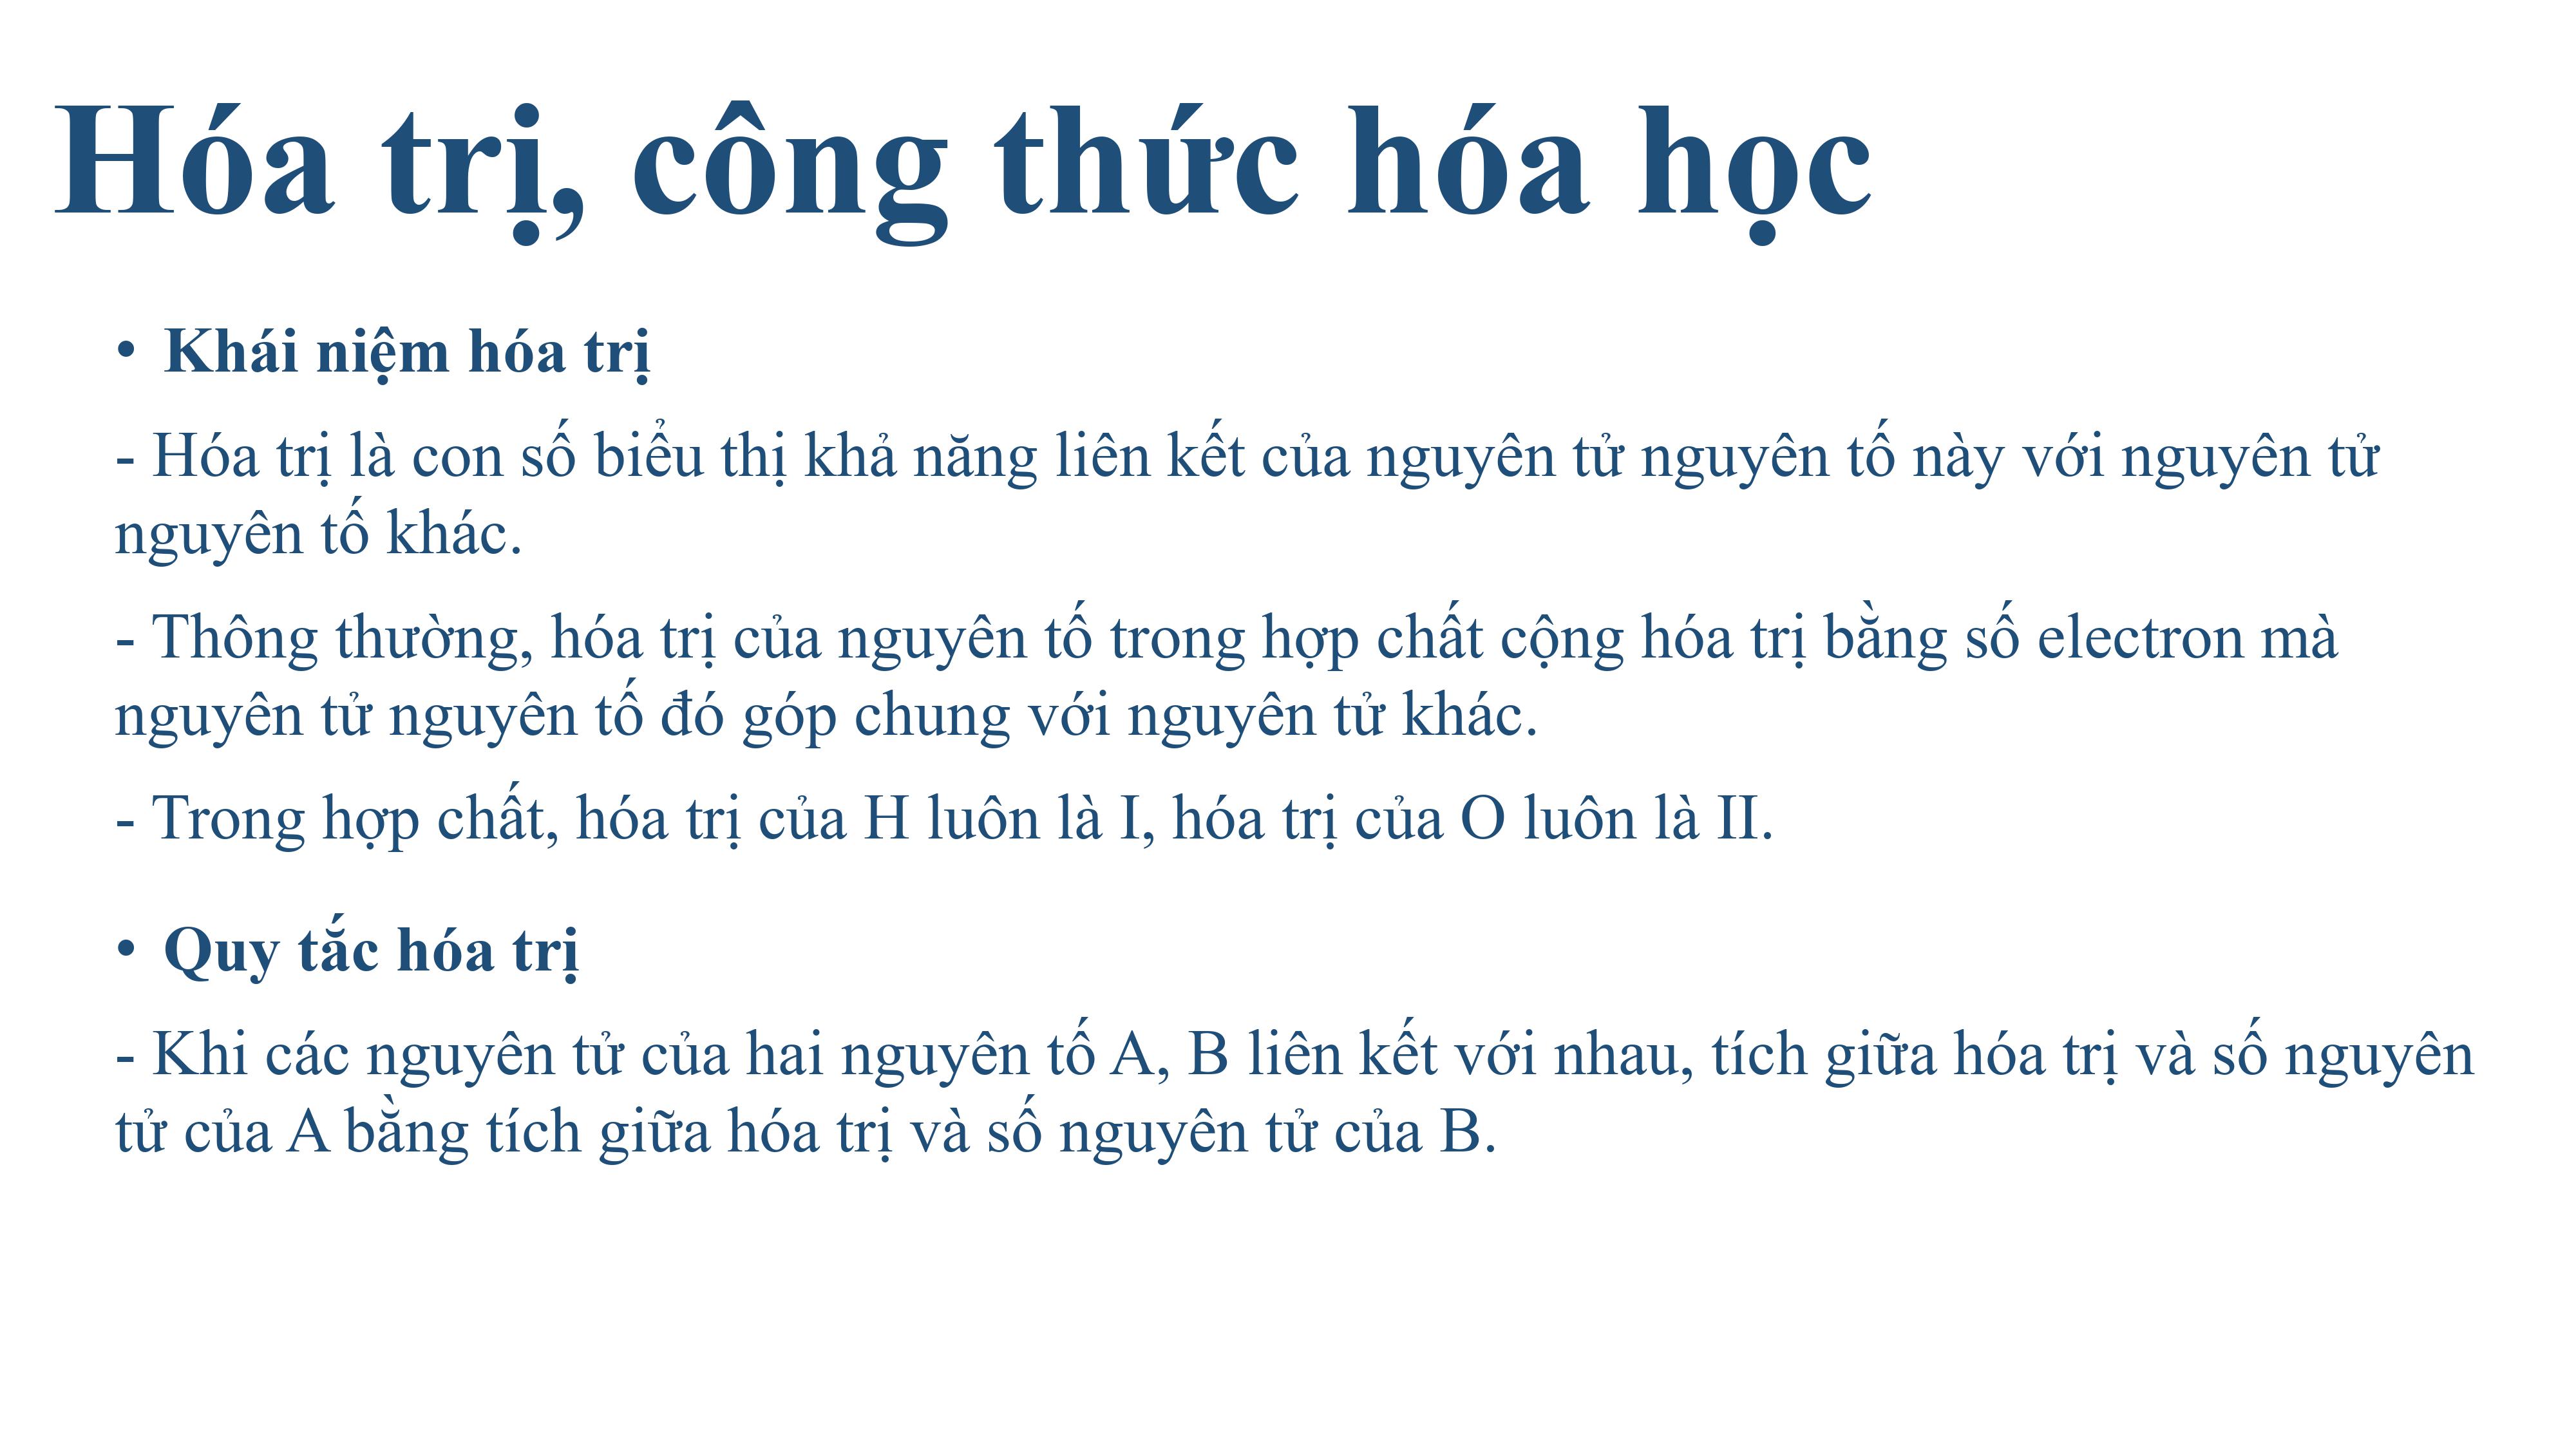 Hóa trị, công thức hóa học
• Khái niệm hóa trị
- Hóa trị là con số biểu thị khả năng liên kết của nguyên tử nguyên tố này với nguyên tử
nguyên tố khác.
- Thông thường, hóa trị của nguyên tố trong hợp chất cộng hóa trị bằng số electron mà
nguyên tử nguyên tố đó góp chung với nguyên tử khác.
- Trong hợp chất, hóa trị của H luôn là I, hóa trị của O luôn là II.
• Quy tắc hóa trị
- Khi các nguyên tử của hai nguyên tố A, B liên kết với nhau, tích giữa hóa trị và số nguyên
tử của A bằng tích giữa hóa trị và số nguyên tử của B.